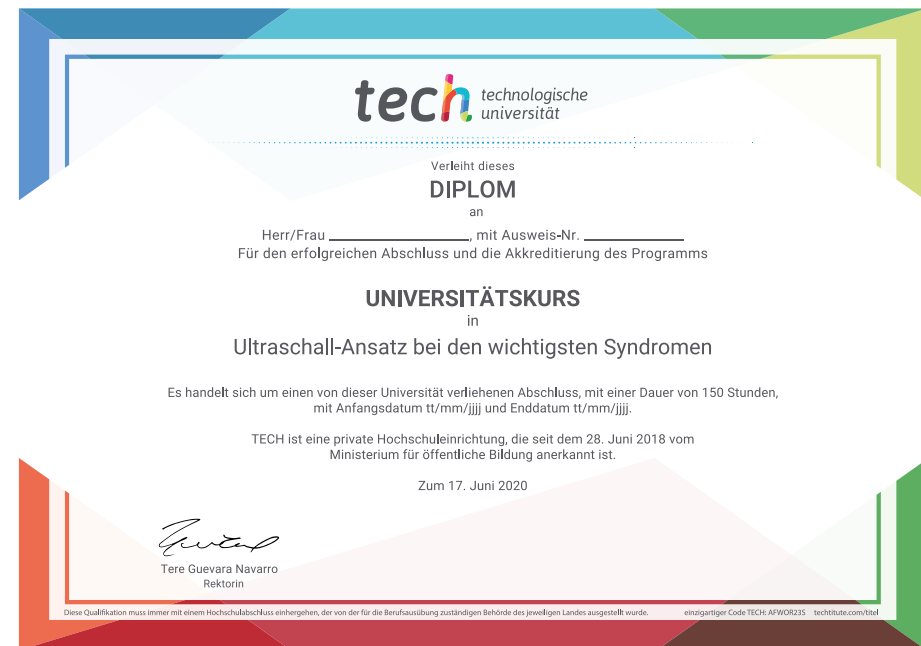 tech technologische
universität
Verleiht dieses
DIPLOM
an
Herr/Frau ____________________, mit Ausweis-Nr. ______________
Für den erfolgreichen Abschluss und die Akkreditierung des Programms
UNIVERSITÄTSKURS
in
Ultraschall-Ansatz bei den wichtigsten Syndromen
Es handelt sich um einen von dieser Universität verliehenen Abschluss, mit einer Dauer von 150 Stunden,
mit Anfangsdatum tt/mm/jjjj und Enddatum tt/mm/jjjj.
TECH ist eine private Hochschuleinrichtung, die seit dem 28. Juni 2018 vom
Ministerium für öffentliche Bildung anerkannt ist.
Zum 17. Juni 2020
Tere Guevara Navarro
Rektorin
Diese Qualifikation muss immer mit einem Hochschulabschluss einhergehen, der von der für die Berufsausübung zuständigen Behörde des jeweiligen Landes ausgestellt wurde. einzigartiger Code TECH: AFWOR23S techtitute.com/titel